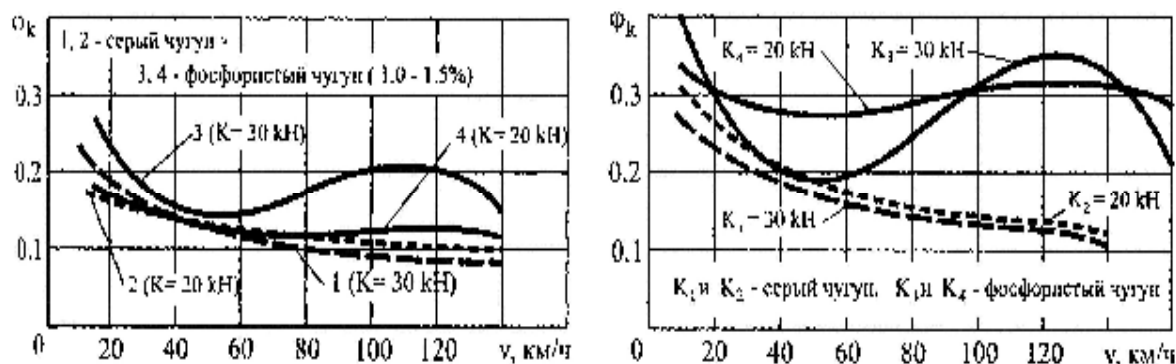 φk
1, 2 - серый чугун
3, 4 - фосфористый чугун ( 1.0 - 1.5%)
0.3
3 (K= 30 kH)
4 (K= 20 kH)
0.2
0.1
2 (K= 20 kH)
1 (K= 30 kH)
0
20 40 60 80 100 120 v, км/ч
φk
K4 = 20 kH
K3 = 30 kH
0.3
0.2
K1 = 30 kH
K2 = 20 kH
0.1
K1 и K2 - серый чугун. K3 и K4 - фосфористый чугун
0 20 40 60 80 100 120 v, км/ч